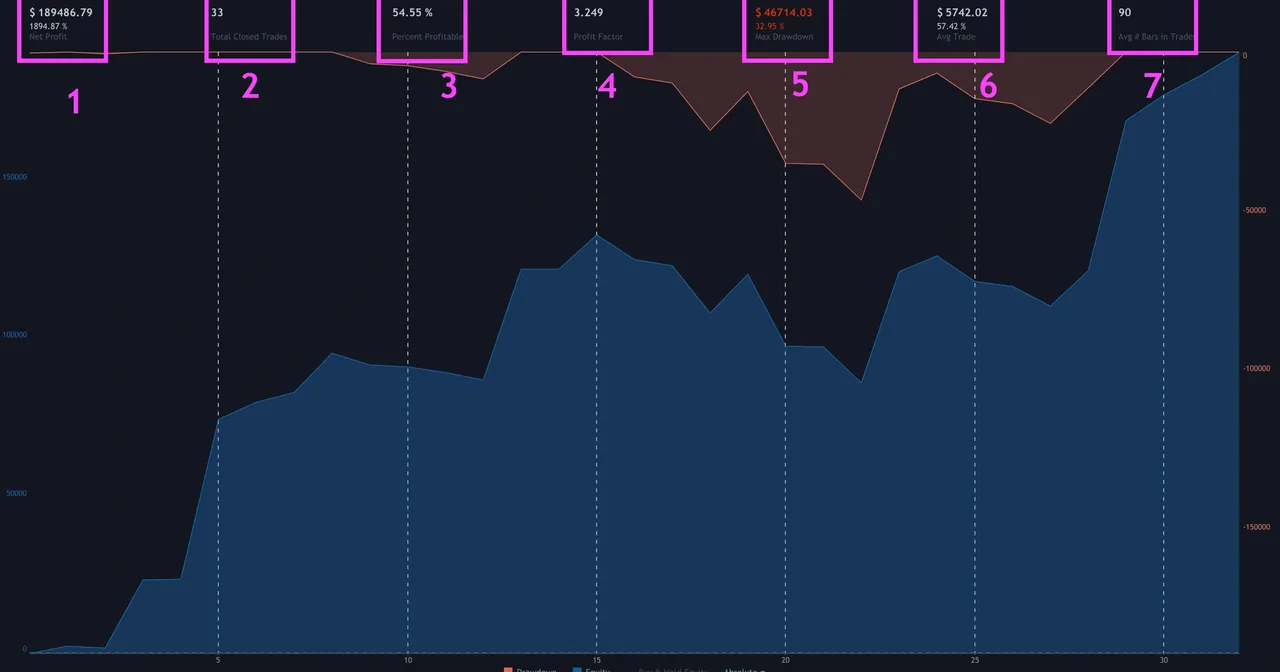 $ 189486.79
1894.87 %
Net Profit
33
Total Closed Trades
54.55 %
Percent Profitable
3.249
Profit Factor
$ 46714.03
32.95 %
Max Drawdown
$ 5742.02
57.42 %
Avg Trade
90
Avg # Bars in Trades
1
2
3
4
5
6
7
150000
100000
50000
0
0
-50000
-100000
-150000
5
10
15
20
25
30
Drawdown
Equity
Buy & Hold Equity
Absolute